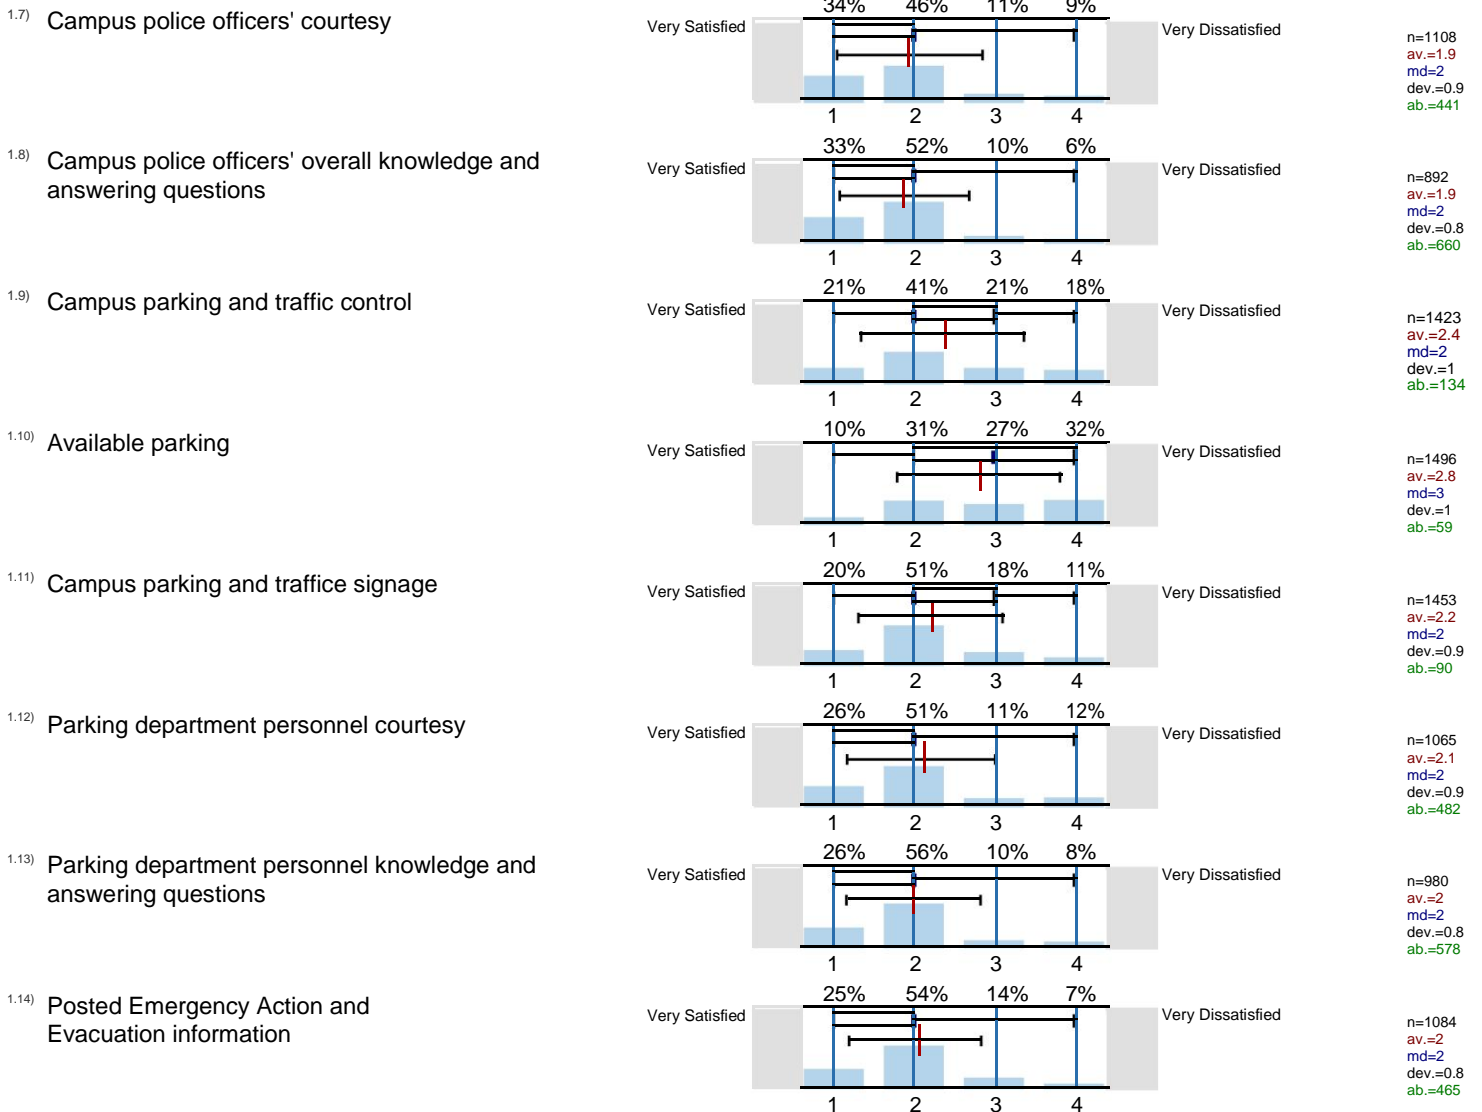 34% 46% 11% 9%
1.7) Campus police officers' courtesy
Very Satisfied
Very Dissatisfied
n=1108
av.=1.9
md=2
dev.=0.9
ab.=441
1 2 3 4
33% 52% 10% 6%
1.8) Campus police officers' overall knowledge and
answering questions
Very Satisfied
Very Dissatisfied
n=892
av.=1.9
md=2
dev.=0.8
ab.=660
1 2 3 4
21% 41% 21% 18%
1.9) Campus parking and traffic control
Very Satisfied
Very Dissatisfied
n=1423
av.=2.4
md=2
dev.=1
ab.=134
1 2 3 4
10% 31% 27% 32%
1.10) Available parking
Very Satisfied
Very Dissatisfied
n=1496
av.=2.8
md=3
dev.=1
ab.=59
1 2 3 4
20% 51% 18% 11%
1.11) Campus parking and traffice signage
Very Satisfied
Very Dissatisfied
n=1453
av.=2.2
md=2
dev.=0.9
ab.=90
1 2 3 4
26% 51% 11% 12%
1.12) Parking department personnel courtesy
Very Satisfied
Very Dissatisfied
n=1065
av.=2.1
md=2
dev.=0.9
ab.=482
1 2 3 4
26% 56% 10% 8%
1.13) Parking department personnel knowledge and
answering questions
Very Satisfied
Very Dissatisfied
n=980
av.=2
md=2
dev.=0.8
ab.=578
1 2 3 4
25% 54% 14% 7%
1.14) Posted Emergency Action and
Evacuation information
Very Satisfied
Very Dissatisfied
n=1084
av.=2
md=2
dev.=0.8
ab.=465
1 2 3 4